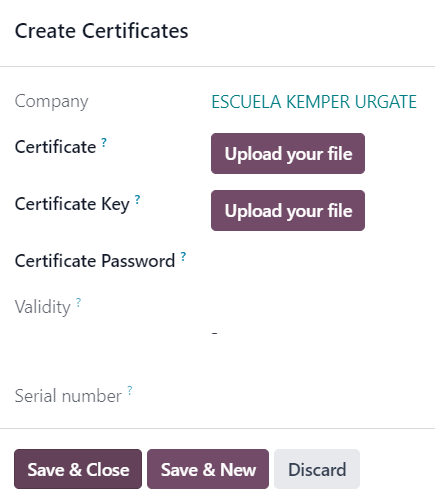 Create Certificates
Company ESCUELA KEMPER URGATE
Certificate ? Upload your file
Certificate Key ? Upload your file
Certificate Password ?
Validity ?
-
Serial number ?
Save & Close Save & New Discard